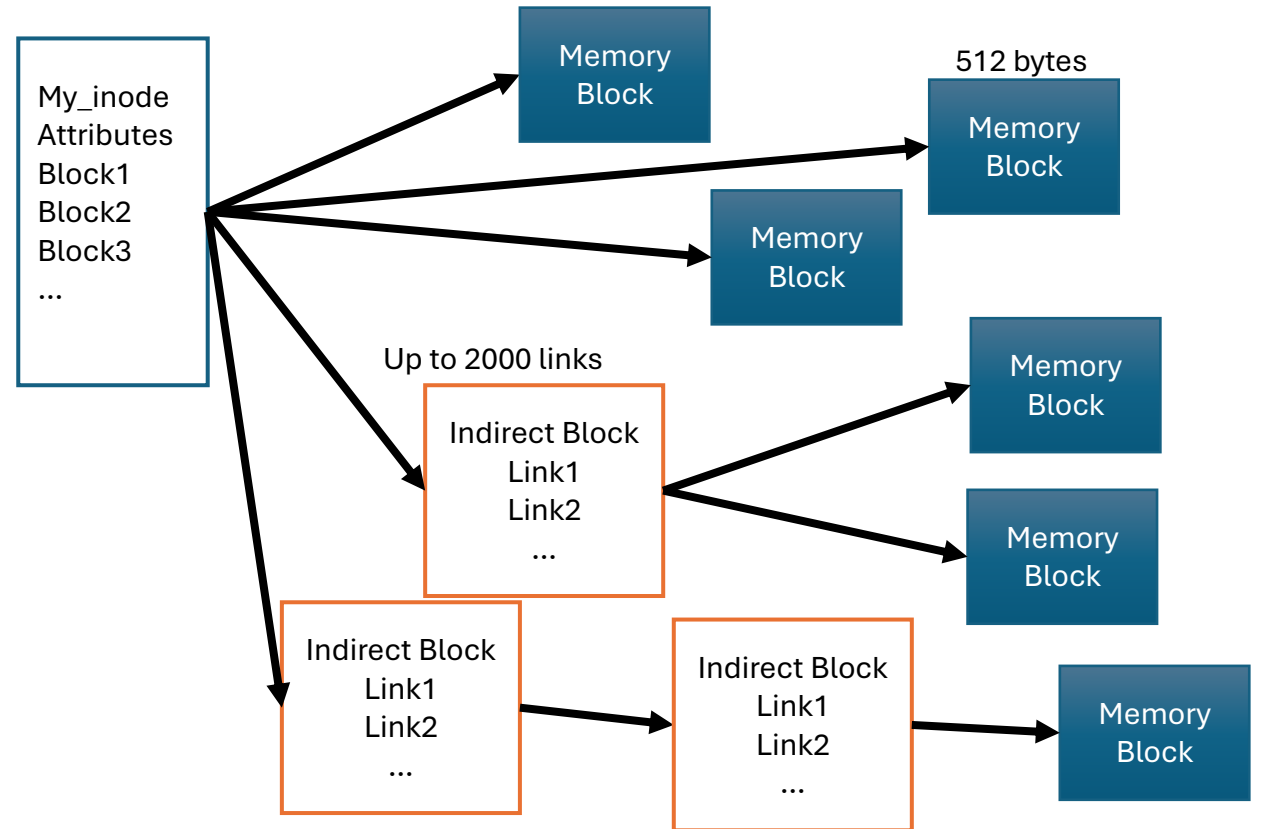 My_inode
Attributes
Block1
Block2
Block3
...
Memory
Block
512 bytes
Memory
Block
Memory
Block
Up to 2000 links
Indirect Block
Link1
Link2
...
Memory
Block
Memory
Block
Indirect Block
Link1
Link2
...
Indirect Block
Link1
Link2
...
Memory
Block